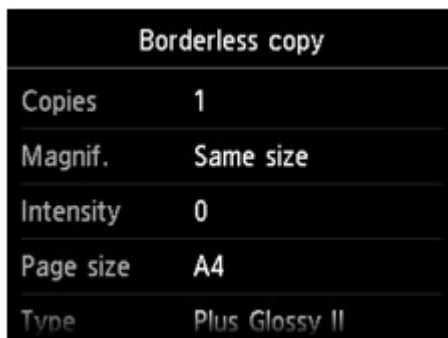 Borderless copy
Copies 1
Magnif. Same size
Intensity 0
Page size A4
Type Plus Glossy II